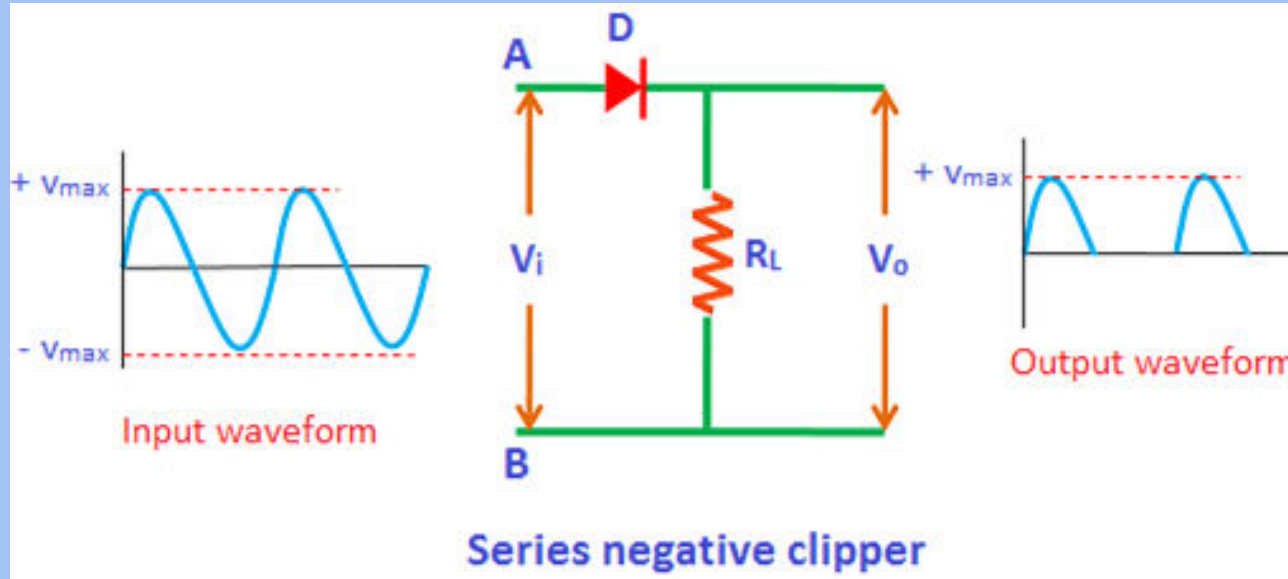 D
A
+ vmax
- vmax
Input waveform
Vi
RL
Vo
B
+ vmax
Output waveform
Series negative clipper